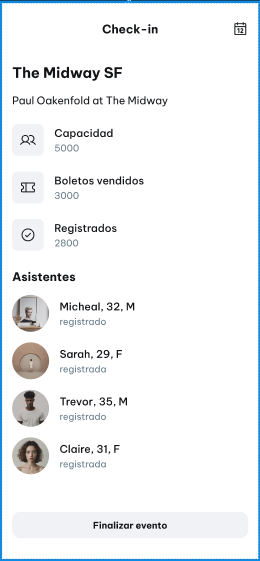 Check-in
12
The Midway SF
Paul Oakenfold at The Midway
Capacidad
5000
Boletos vendidos
3000
Registrados
2800
Asistentes
Micheal, 32, M
registrado
Sarah, 29, F
registrada
Trevor, 35, M
registrado
Claire, 31, F
registrada
Finalizar evento